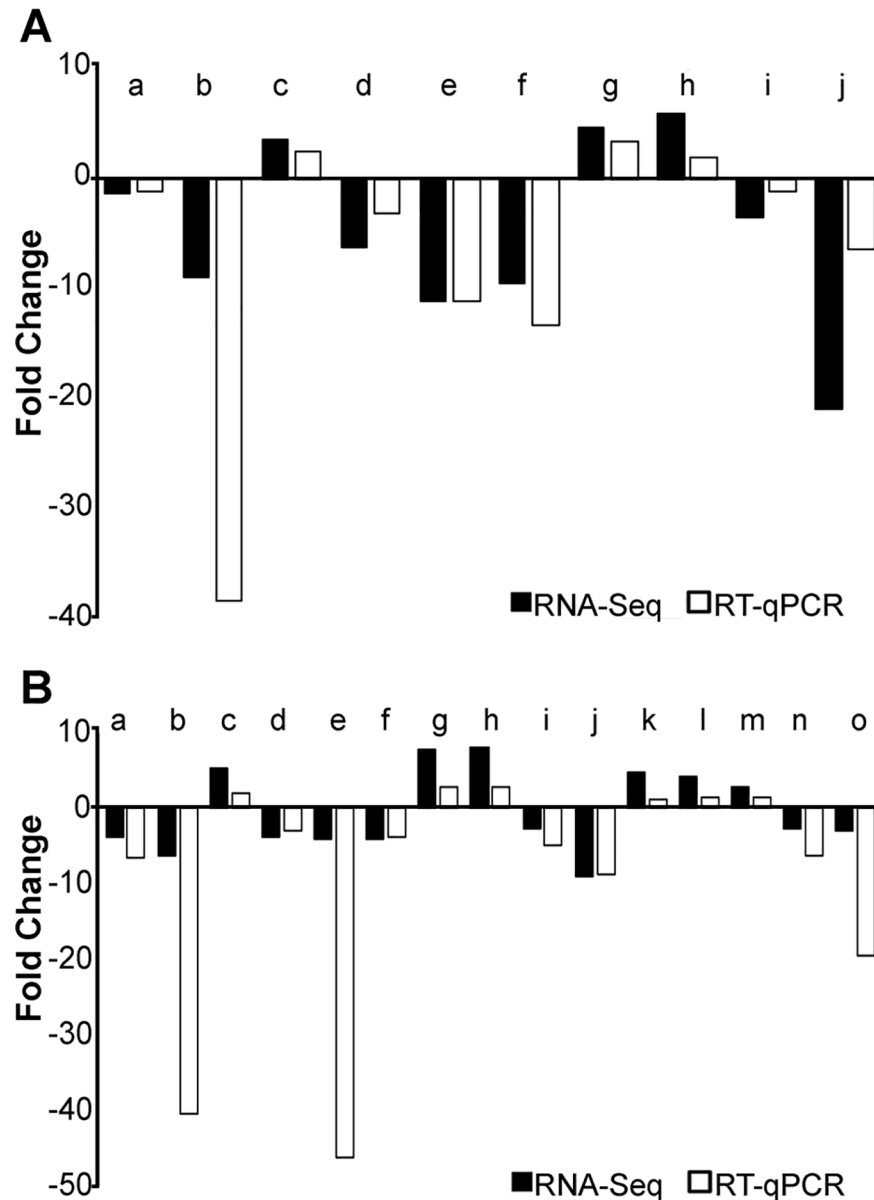 A
10
a b c d e f g h i j
0
-10
-20
-30
-40
Fold Change
RNA-Seq RT-qPCR
B
10
a b c d e f g h i j k l m n o
0
-10
-20
-30
-40
-50
Fold Change
RNA-Seq RT-qPCR